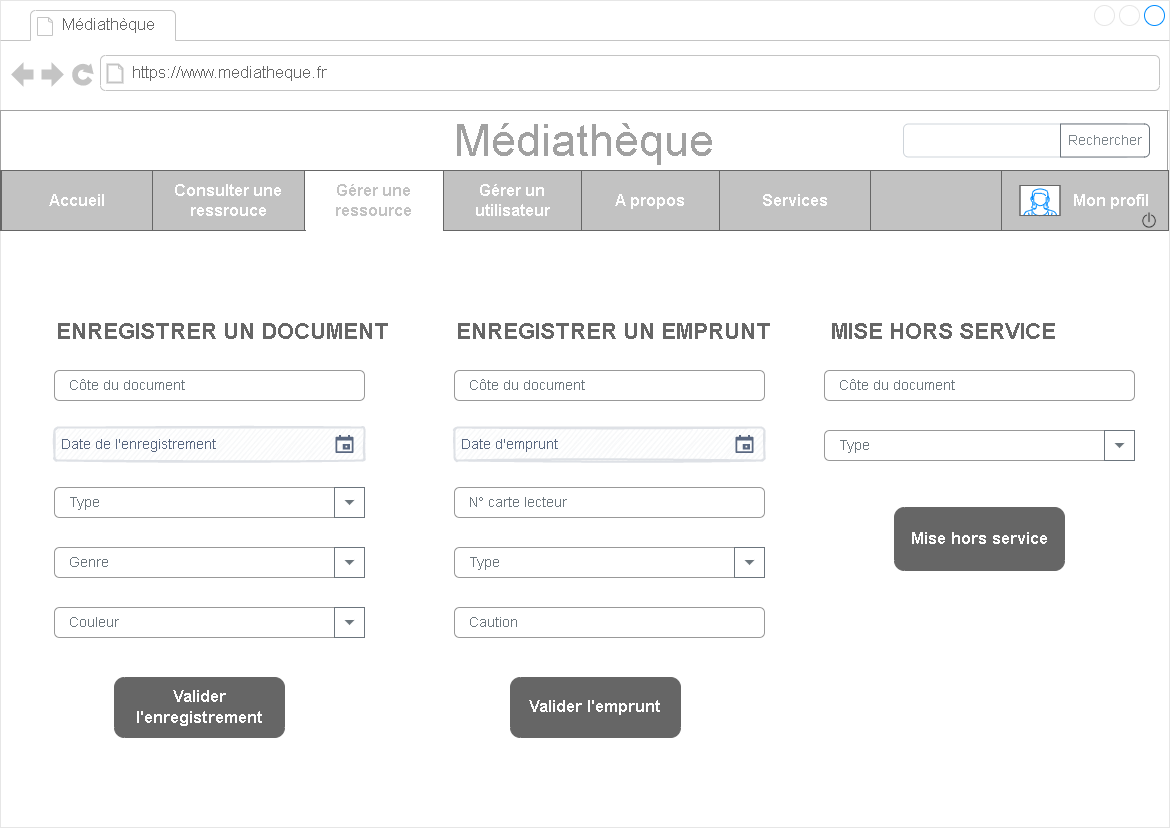 Médiathèque
https://www.mediatheque.fr
Médiathèque
Rechercher
Accueil
Consulter une
ressrouce
Gérer une
ressource
Gérer un
utilisateur
A propos
Services
Mon profil
ENREGISTRER UN DOCUMENT
Côte du document
Date de l'enregistrement
Type
Genre
Couleur
Valider
l'enregistrement
ENREGISTRER UN EMPRUNT
Côte du document
Date d'emprunt
N° carte lecteur
Type
Caution
Valider l'emprunt
MISE HORS SERVICE
Côte du document
Type
Mise hors service